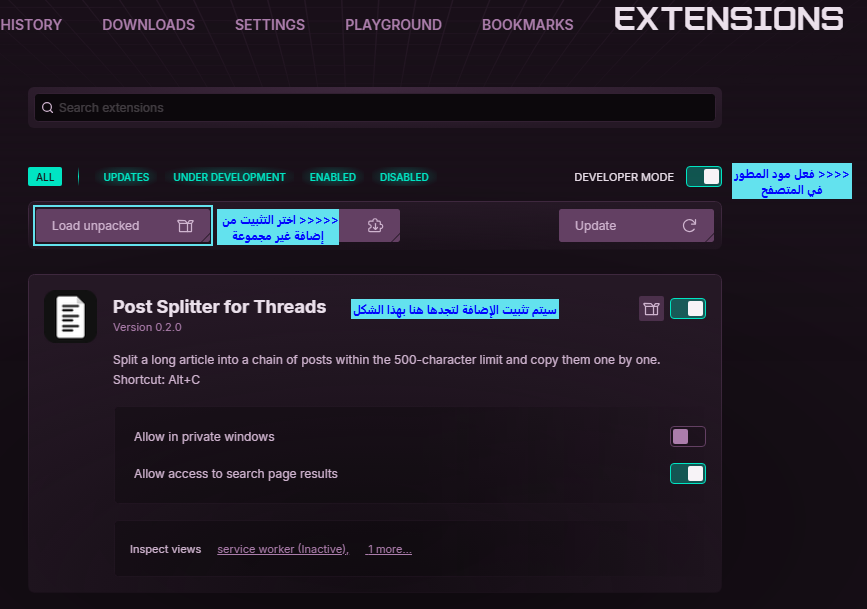 HISTORY DOWNLOADS SETTINGS PLAYGROUND BOOKMARKS EXTENSIONS
Search extensions
ALL UPDATES UNDER DEVELOPMENT ENABLED DISABLED DEVELOPER MODE
>>>> فعل مود المطور
في المتصفح
Load unpacked
>>>>> اختر التثبيت من
إضافة غير مجموعة
Update
Post Splitter for Threads
سيتم تثبيت الإضافة لتجدها هنا بهذا الشكل
Version 0.2.0
Split a long article into a chain of posts within the 500-character limit and copy them one by one.
Shortcut: Alt+C
Allow in private windows
Allow access to search page results
Inspect views service worker (Inactive), 1 more...